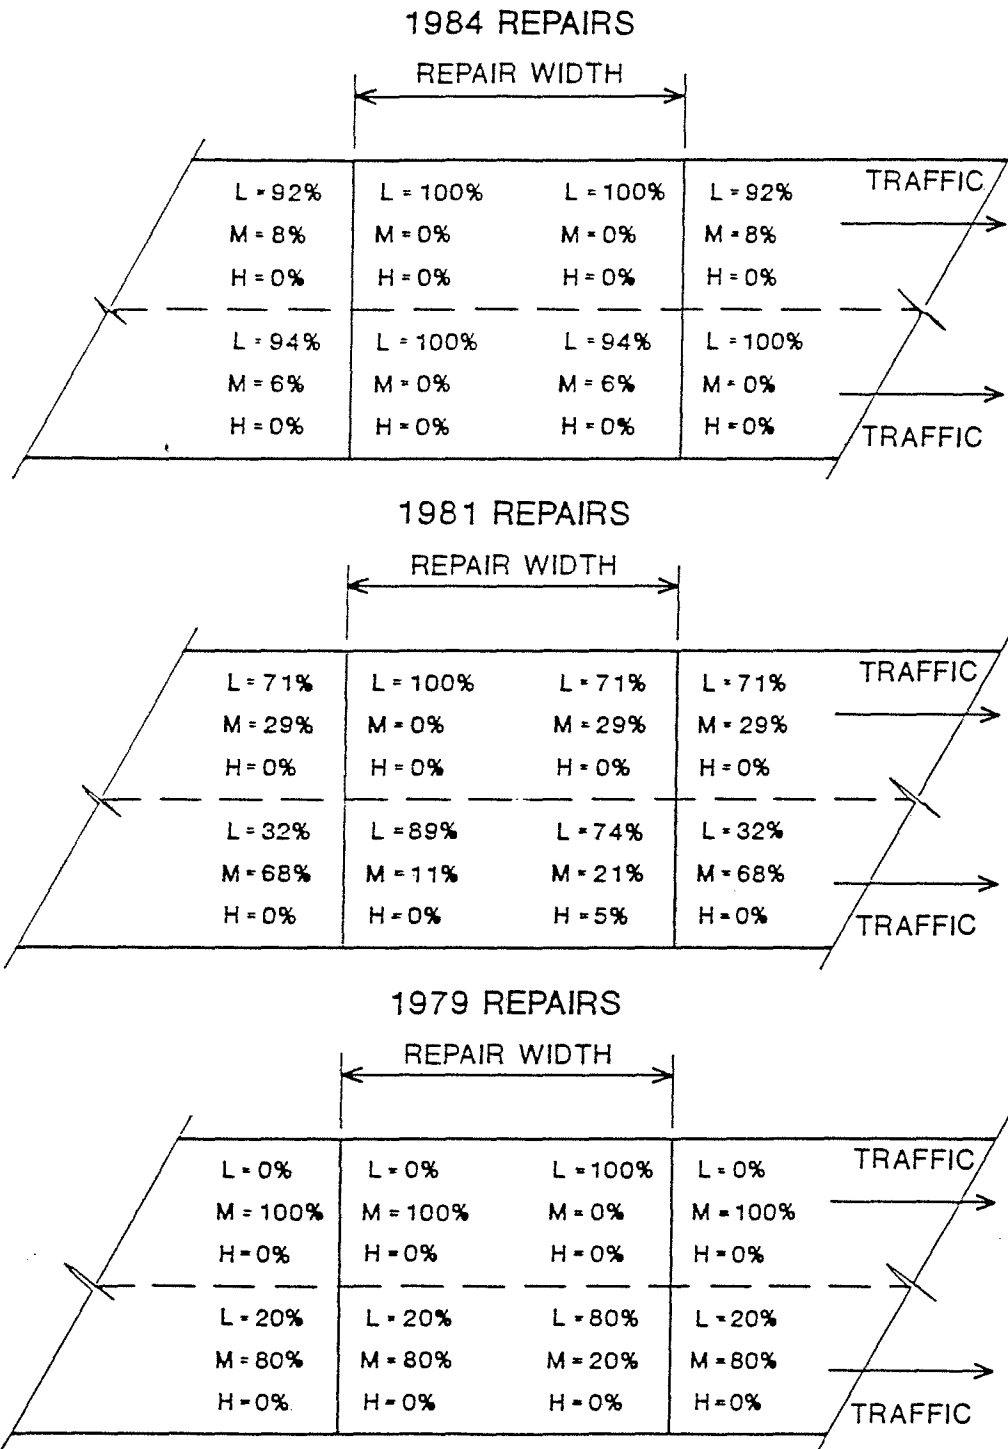 1984 REPAIRS
REPAIR WIDTH
TRAFFIC
L = 92% L = 100% L = 100% L = 92%
M = 8% M = 0% M = 0% M = 8%
H = 0% H = 0% H = 0% H = 0%
L = 94% L = 100% L = 94% L = 100%
M = 6% M = 0% M = 6% M = 0%
H = 0% H = 0% H = 0% H = 0%
TRAFFIC
1981 REPAIRS
REPAIR WIDTH
TRAFFIC
L = 71% L = 100% L = 71% L = 71%
M = 29% M = 0% M = 29% M = 29%
H = 0% H = 0% H = 0% H = 0%
L = 32% L = 89% L = 74% L = 32%
M = 68% M = 11% M = 21% M = 68%
H = 0% H = 0% H = 5% H = 0%
TRAFFIC
1979 REPAIRS
REPAIR WIDTH
TRAFFIC
L = 0% L = 0% L = 100% L = 0%
M = 100% M = 100% M = 0% M = 100%
H = 0% H = 0% H = 0% H = 0%
L = 20% L = 20% L = 80% L = 20%
M = 80% M = 80% M = 20% M = 80%
H = 0% H = 0% H = 0% H = 0%
TRAFFIC